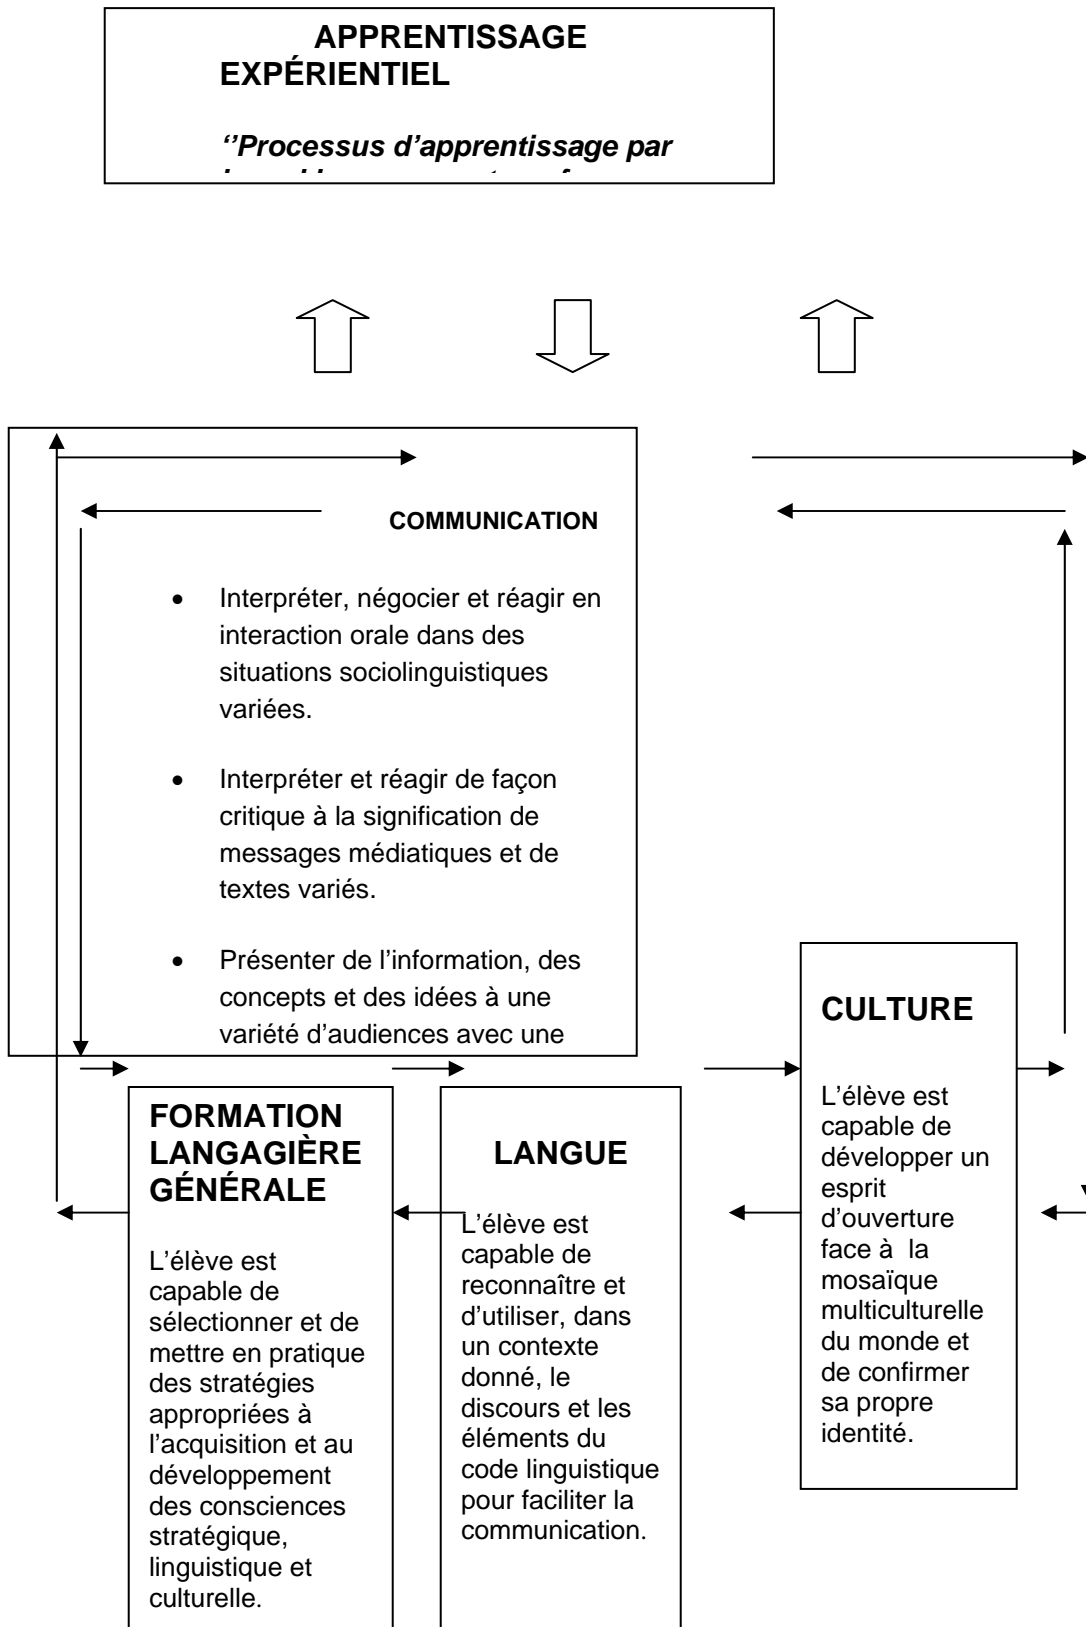 APPRENTISSAGE
EXPÉRIENTIEL
‘’Processus d’apprentissage par
COMMUNICATION
• Interpréter, négocier et réagir en
interaction orale dans des
situations sociolinguistiques
variées.
• Interpréter et réagir de façon
critique à la signification de
messages médiatiques et de
textes variés.
• Présenter de l’information, des
concepts et des idées à une
variété d’audiences avec une
FORMATION
LANGAGIÈRE
GÉNÉRALE
L’élève est
capable de
sélectionner et de
mettre en pratique
des stratégies
appropriées à
l’acquisition et au
développement
des consciences
stratégique,
linguistique et
culturelle.
LANGUE
L’élève est
capable de
reconnaître et
d’utiliser, dans
un contexte
donné, le
discours et les
éléments du
code linguistique
pour faciliter la
communication.
CULTURE
L’élève est
capable de
développer un
esprit
d’ouverture
face à la
mosaïque
multiculturelle
du monde et
de confirmer
sa propre
identité.